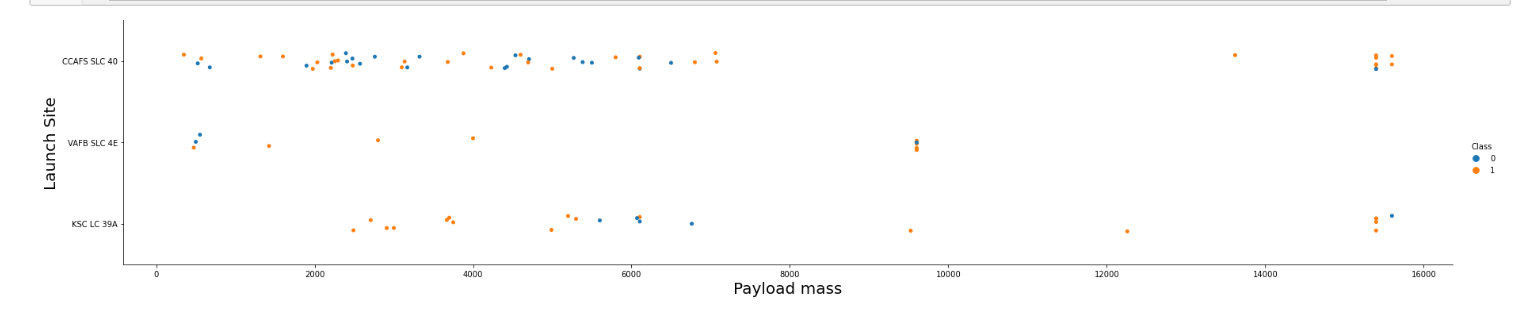 CCAFS SLC 40
VAFB SLC 4E
KSC LC 39A
Launch Site
0 2000 4000 6000 8000 10000 12000 14000 16000
Payload mass
Class
0
1